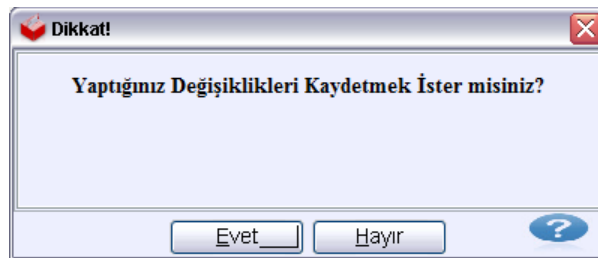 Dikkat!
Yaptığınız Değişiklikleri Kaydetmek İster misiniz?
Evet
Hayır
?